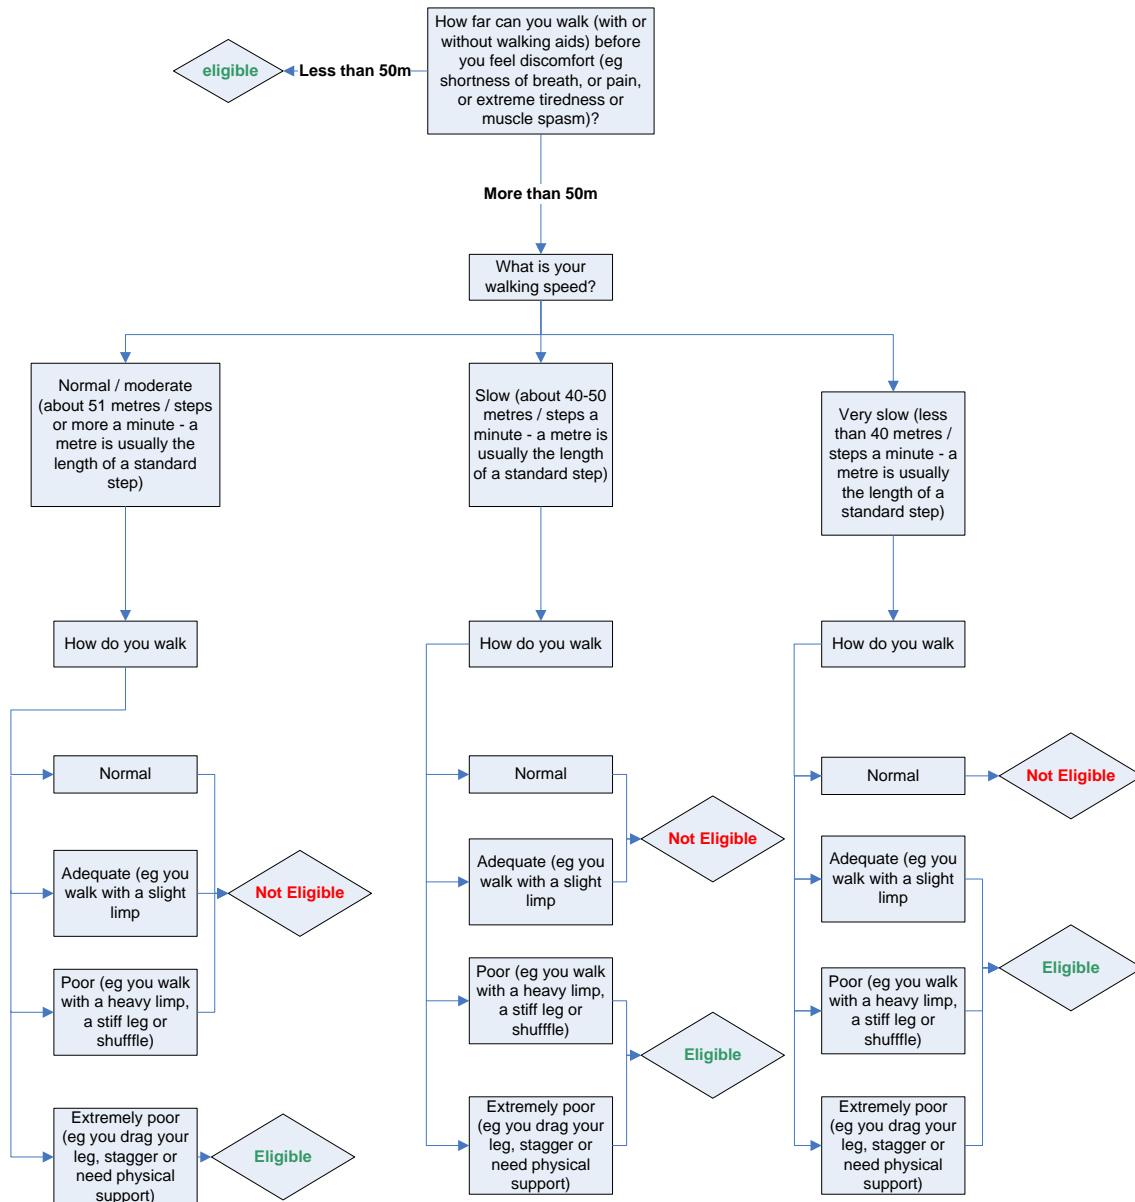 How far can you walk (with or
without walking aids) before
you feel discomfort (eg
shortness of breath, or pain,
or extreme tiredness or
muscle spasm)?
eligible
Less than 50m
More than 50m
What is your
walking speed?
Normal / moderate
(about 51 metres / steps
or more a minute - a
metre is usually the
length of a standard
step)
Slow (about 40-50
metres / steps a
minute - a metre is
usually the length
of a standard step)
Very slow (less
than 40 metres /
steps a minute - a
metre is usually
the length of a
standard step)
How do you walk
How do you walk
How do you walk
Normal
Adequate (eg you
walk with a slight
limp
Poor (eg you walk
with a heavy limp,
a stiff leg or
shufffle)
Not Eligible
Extremely poor
(eg you drag your
leg, stagger or
need physical
support)
Eligible
Normal
Adequate (eg you
walk with a slight
limp
Not Eligible
Poor (eg you walk
with a heavy limp,
a stiff leg or
shufffle)
Extremely poor
(eg you drag your
leg, stagger or
need physical
support)
Eligible
Normal
Not Eligible
Adequate (eg you
walk with a slight
limp
Poor (eg you walk
with a heavy limp,
a stiff leg or
shufffle)
Extremely poor
(eg you drag your
leg, stagger or
need physical
support)
Eligible